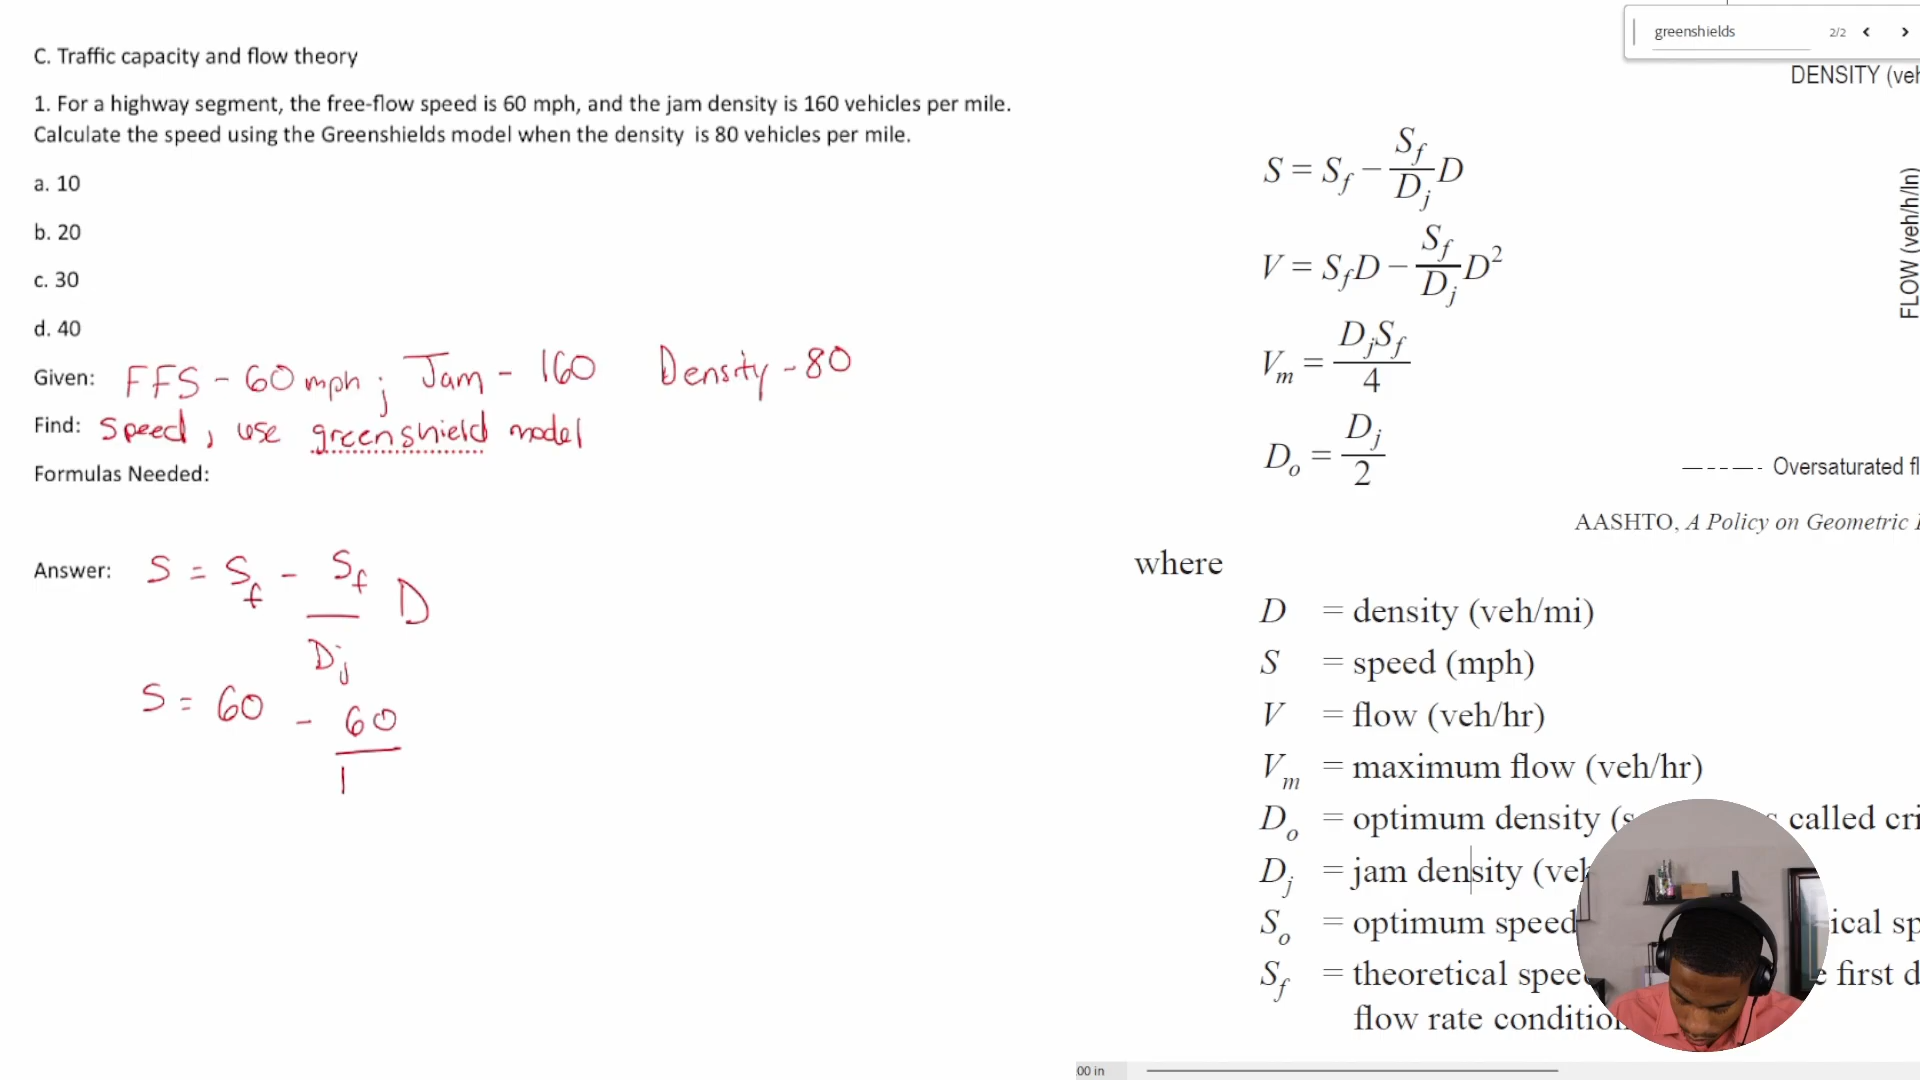 C. Traffic capacity and flow theory
1. For a highway segment, the free-flow speed is 60 mph, and the jam density is 160 vehicles per mile.
Calculate the speed using the Greenshields model when the density is 80 vehicles per mile.
a. 10
b. 20
c. 30
d. 40
Given: FFS - 60 mph ; Jam - 160 Density - 80
Find: Speed, use greenshield model
Formulas Needed:
Answer: S = S_f - S_f/D_j D
S = 60 - 60/1
greenshields 2/2
DENSITY (veh
S = S_f − S_f/D_j D
V = S_fD − S_f/D_j D²
V_m = D_jS_f/4
D_o = D_j/2
FLOW (veh/h/ln)
Oversaturated fl
AASHTO, A Policy on Geometric
where
D = density (veh/mi)
S = speed (mph)
V = flow (veh/hr)
V_m = maximum flow (veh/hr)
D_o = optimum density (s called cri
D_j = jam density (veh
S_o = optimum speed ical sp
S_f = theoretical speed e first d
flow rate condition
00 in